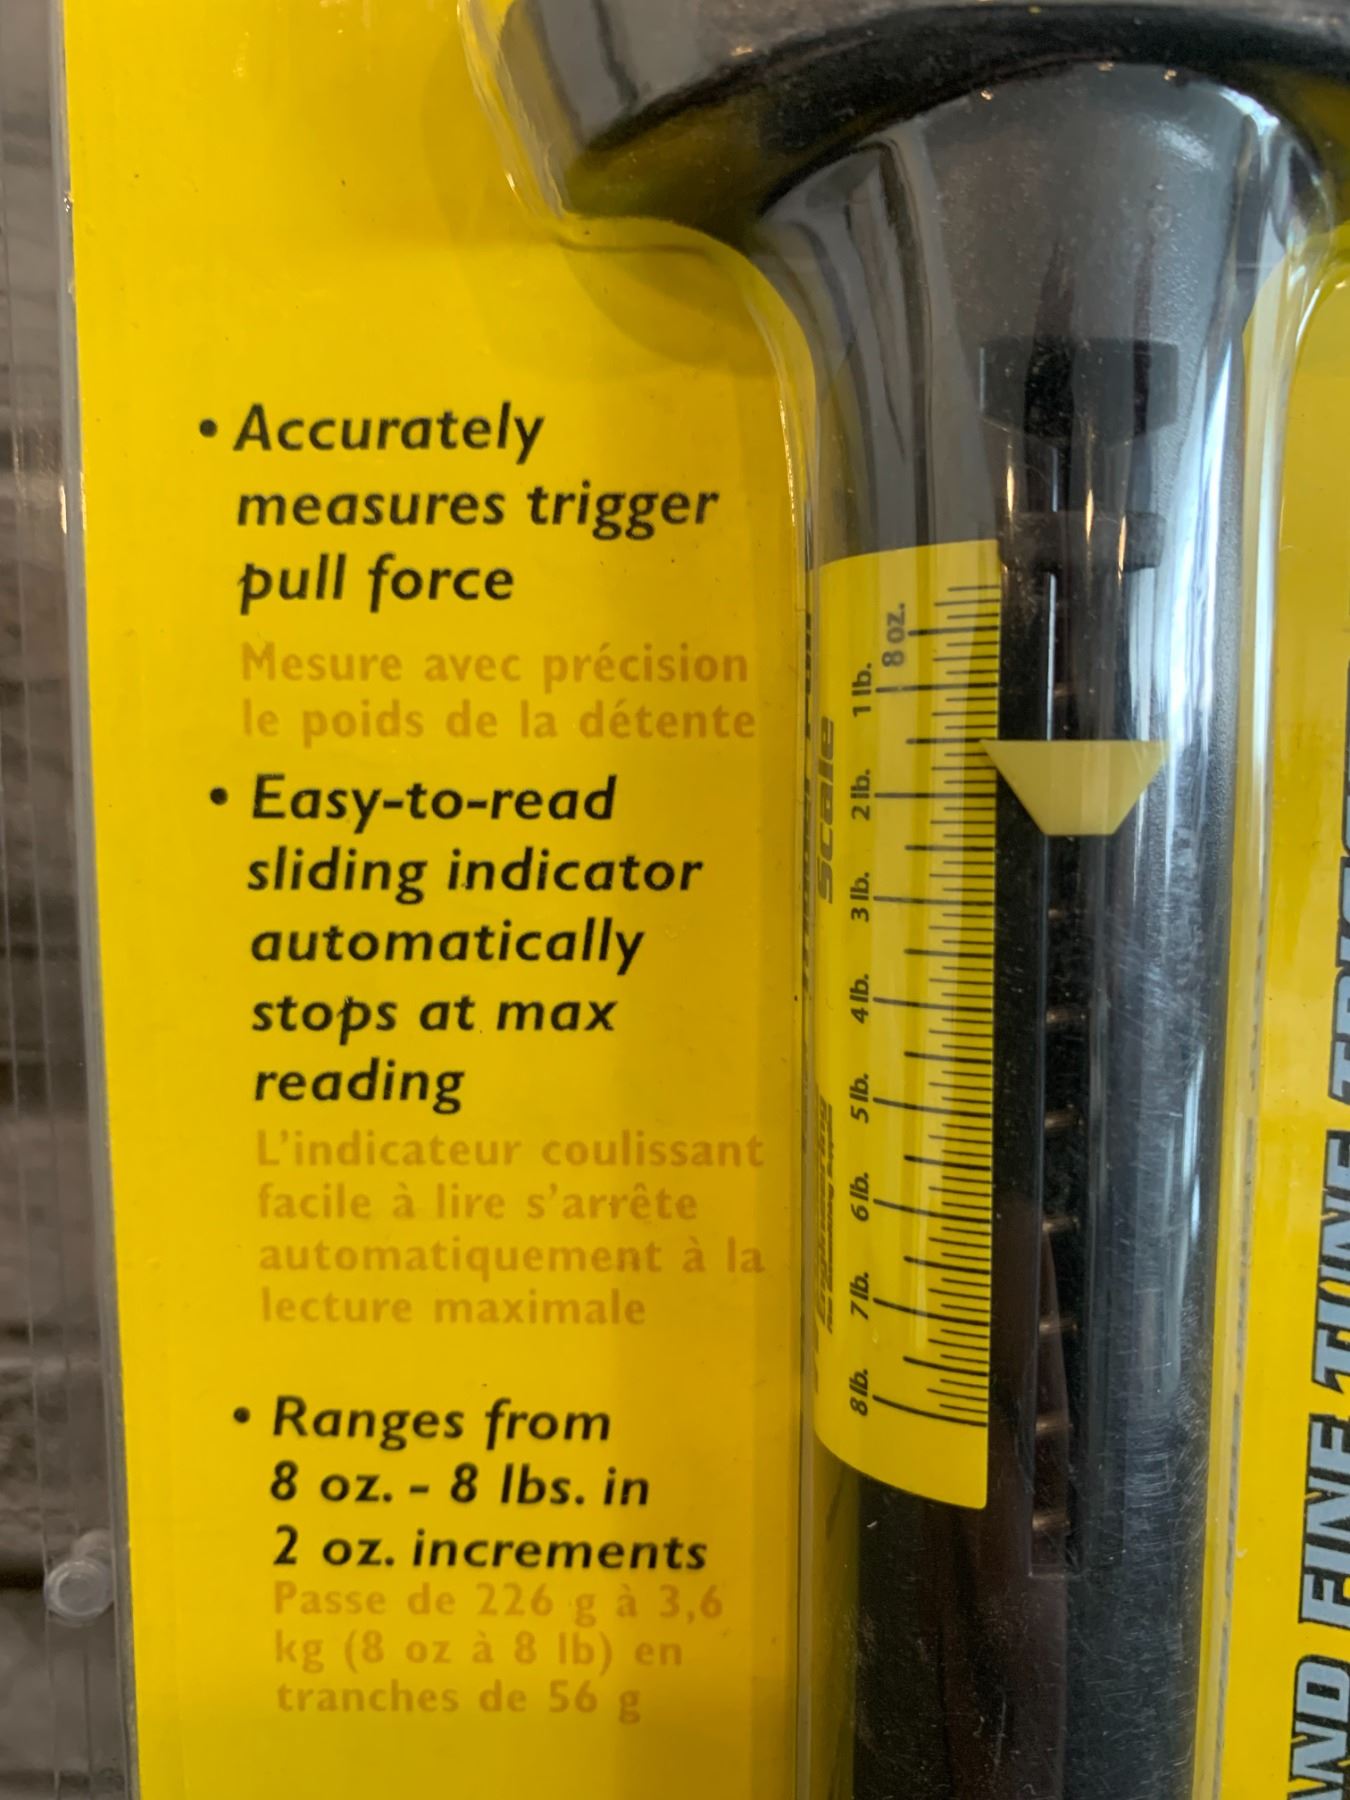 • Accurately
measures trigger
pull force
Mesure avec précision
le poids de la détente
• Easy-to-read
sliding indicator
automatically
stops at max
reading
L'indicateur coulissant
facile à lire s'arrête
automatiquement à la
lecture maximale
• Ranges from
8 oz. - 8 lbs. in
2 oz. increments
Passe de 226 g à 3,6
kg (8 oz à 8 lb) en
tranches de 56 g
Scale
8 lb. 7 lb. 6 lb. 5 lb. 4 lb. 3 lb. 2 lb. 1 lb.
8 oz.
AND FINE TUNE